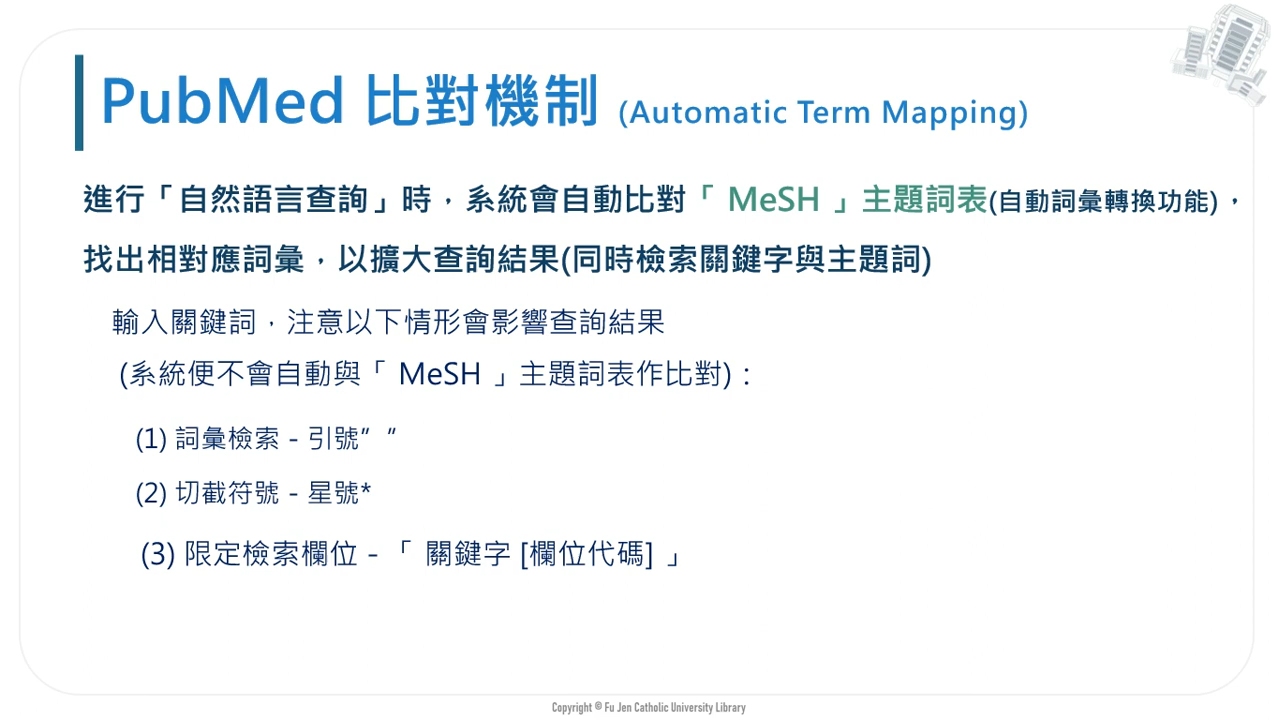 PubMed 比對機制 (Automatic Term Mapping)
進行「自然語言查詢」時，系統會自動比對「 MeSH 」主題詞表(自動詞彙轉換功能)，
找出相對應詞彙，以擴大查詢結果(同時檢索關鍵字與主題詞)
輸入關鍵詞，注意以下情形會影響查詢結果
(系統便不會自動與「 MeSH 」主題詞表作比對)：
(1) 詞彙檢索 - 引號” ”
(2) 切截符號 - 星號*
(3) 限定檢索欄位 - 「 關鍵字 [欄位代碼] 」
Copyright © Fu Jen Catholic University Library